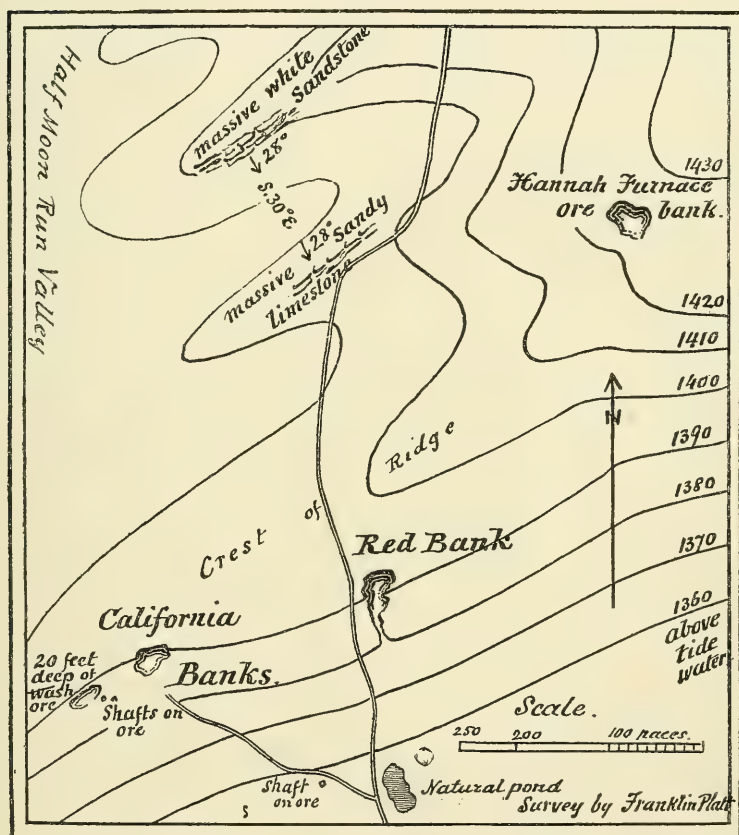 Half Moon Run Valley
massive white
Sandstone
28°
S.30°E
28°
massive sandy
limestone
1430
Hannah Furnace
ore bank.
1420
1410
1400
N
1390
1380
1370
1360
above
tide
water
Crest of Ridge
Red Bank
California
Banks.
20 feet
deep of
wash
ore
Shafts on
ore
Shaft
on ore
S
Scale.
250 200 100 paces.
Natural pond
Survey by Franklin Platt